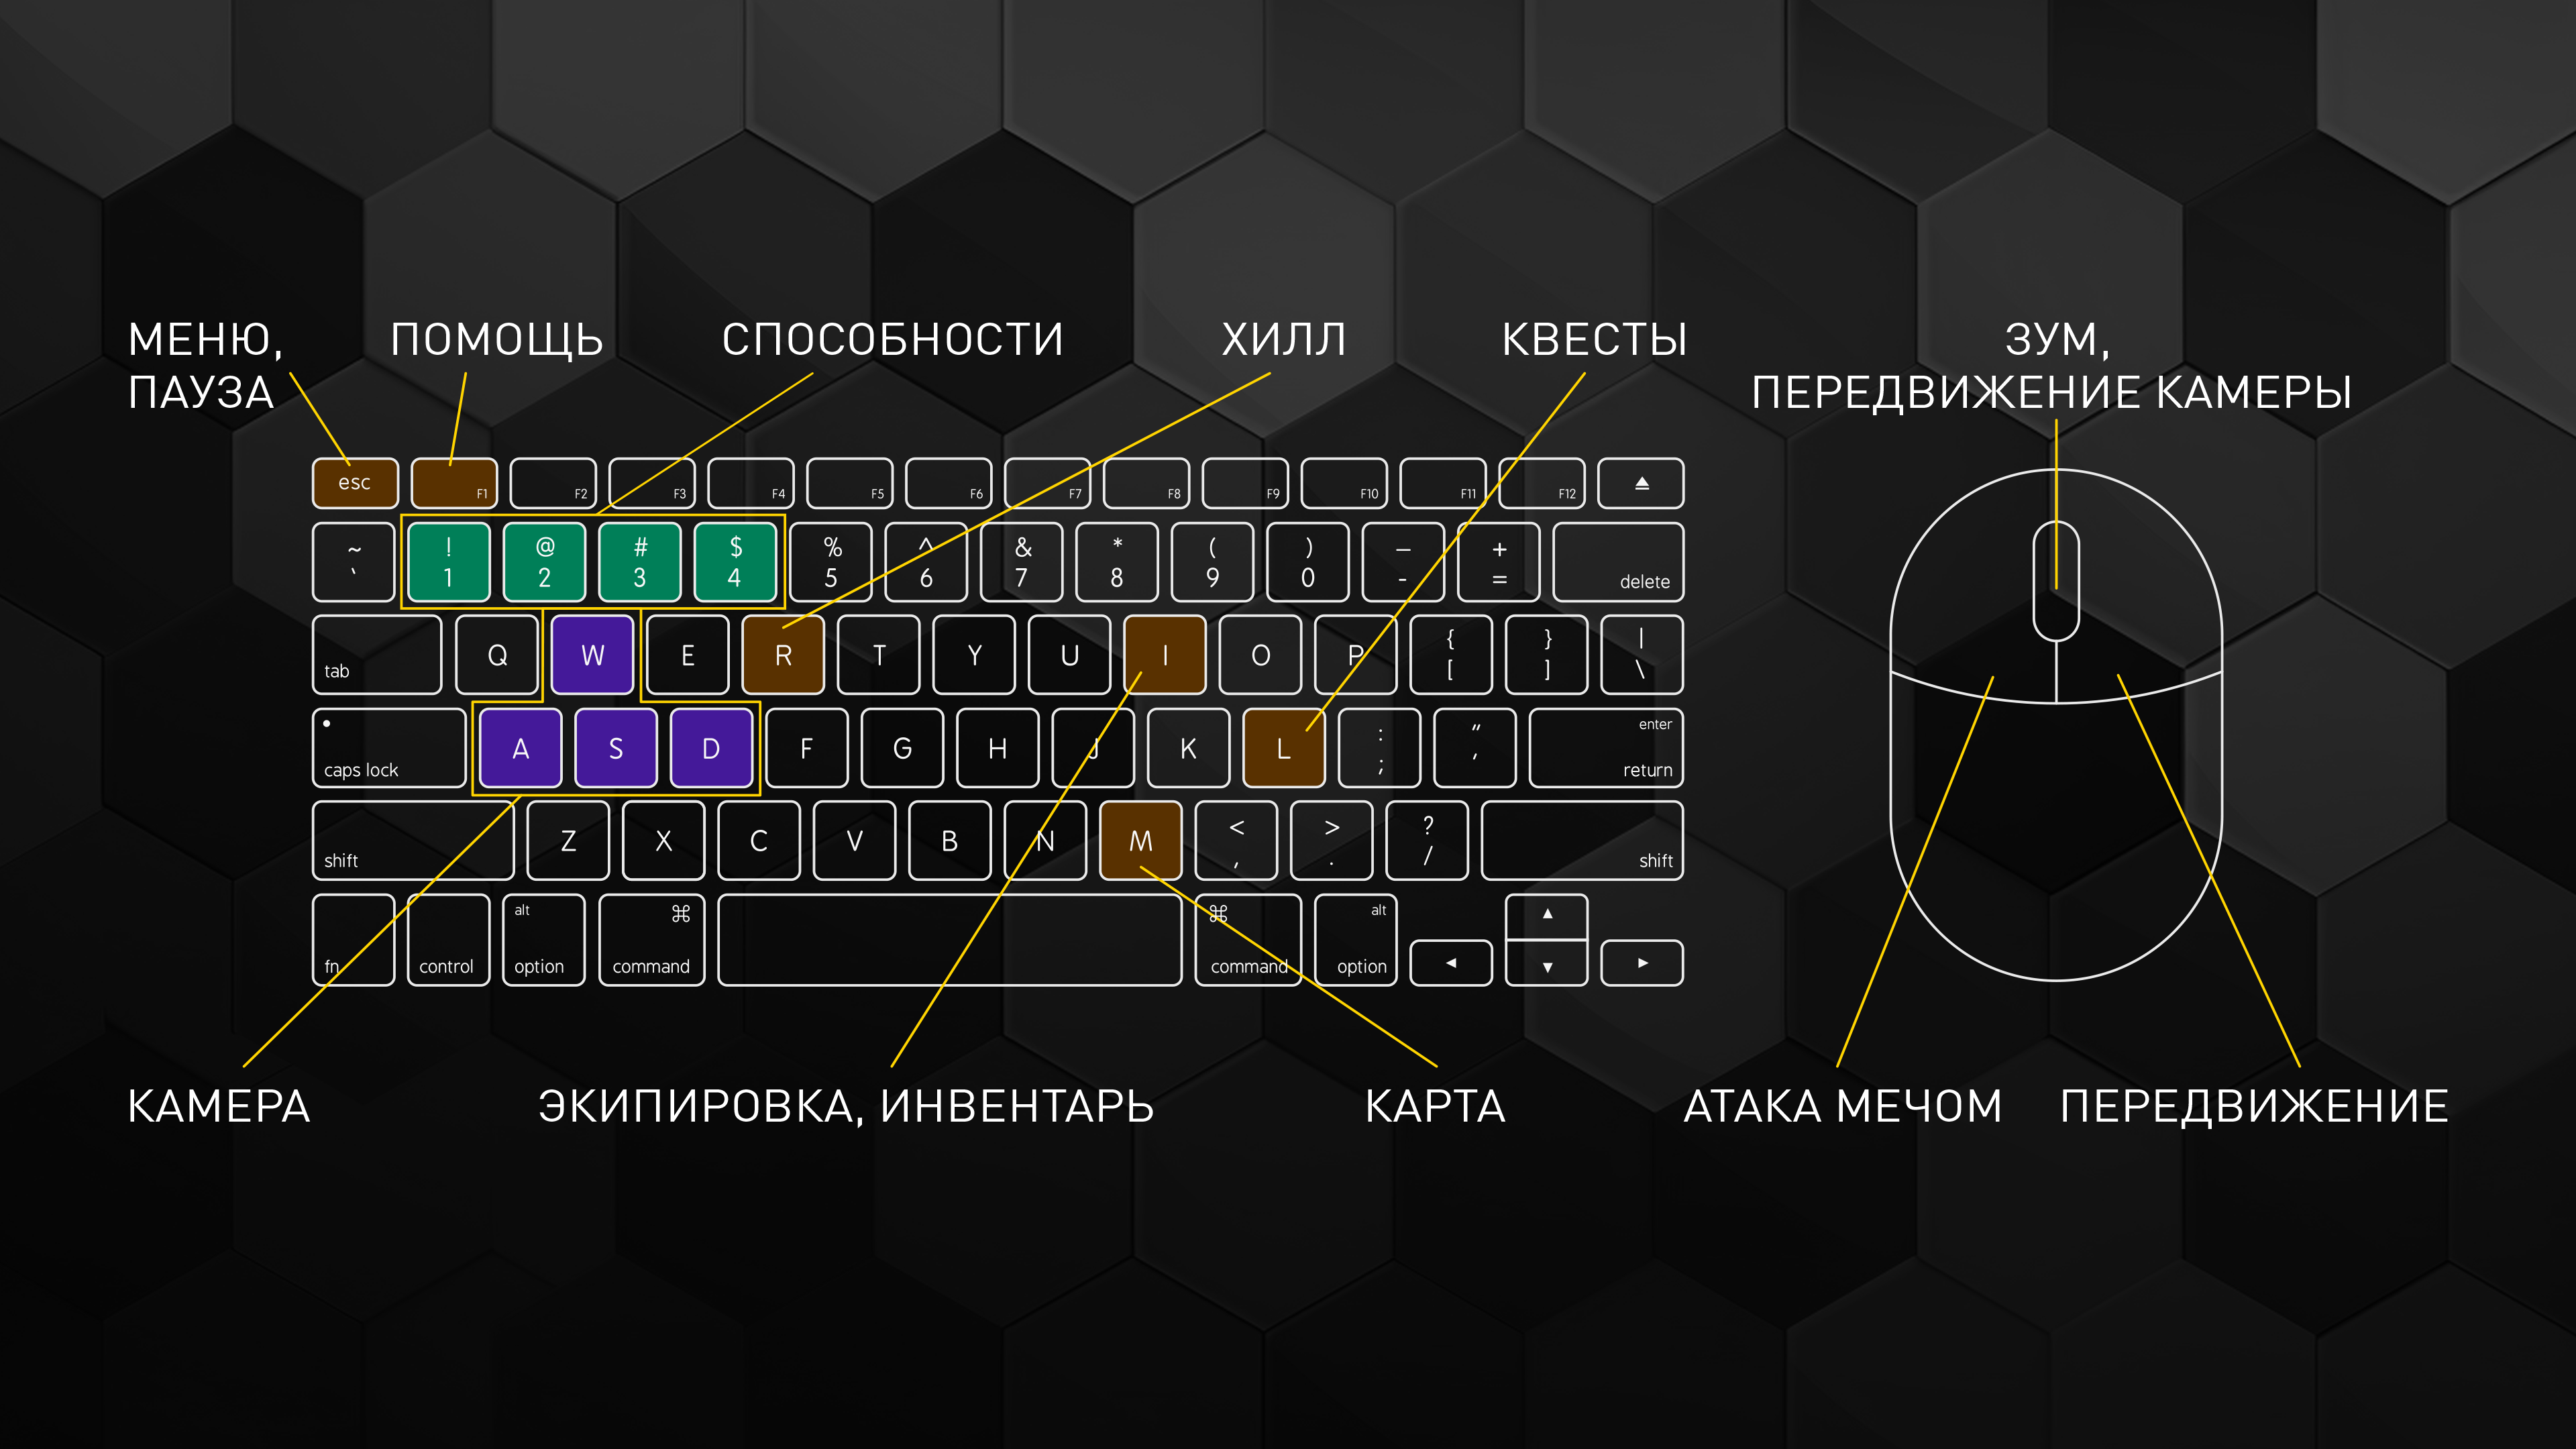 МЕНЮ,
ПАУЗА
ПОМОЩЬ
СПОСОБНОСТИ
ХИЛЛ
КВЕСТЫ
ЗУМ,
ПЕРЕДВИЖЕНИЕ КАМЕРЫ
esc F1 F2 F3 F4 F5 F6 F7 F8 F9 F10 F11 F12
~ ! @ # $ % ^ & * ( ) – +
` 1 2 3 4 5 6 7 8 9 0 - = delete
tab Q W E R T Y U I O P { } |
[ ] \
caps lock A S D F G H J K L : " enter
; ' return
shift Z X C V B N M < > ? shift
, . /
alt ⌘ ⌘ alt ▲
fn control option command command option ◀ ▼ ▶
КАМЕРА
ЭКИПИРОВКА, ИНВЕНТАРЬ
КАРТА
АТАКА МЕЧОМ
ПЕРЕДВИЖЕНИЕ